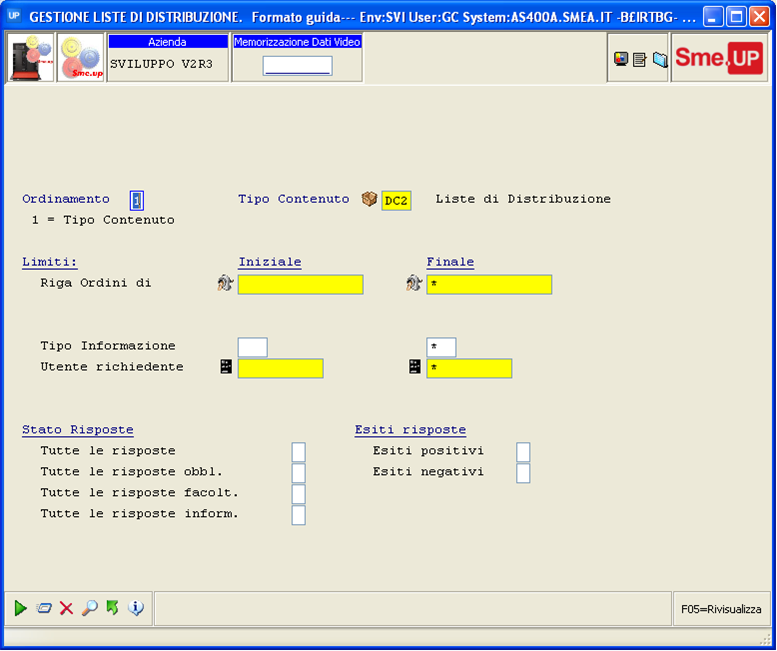 UP GESTIONE LISTE DI DISTRIBUZIONE. Formato guida--- Env:SVI User:GC System:AS400A.SMEA.IT -B£IRTBG- ...
Azienda
Memorizzazione Dati Video
Sme.up
SVILUPPO V2R3
Sme.UP
Ordinamento 1 Tipo Contenuto DC2 Liste di Distribuzione
1 = Tipo Contenuto
Limiti: Iniziale Finale
Riga Ordini di *
Tipo Informazione *
Utente richiedente *
Stato Risposte Esiti risposte
Tutte le risposte Esiti positivi
Tutte le risposte obbl. Esiti negativi
Tutte le risposte facolt.
Tutte le risposte inform.
F05=Rivisualizza